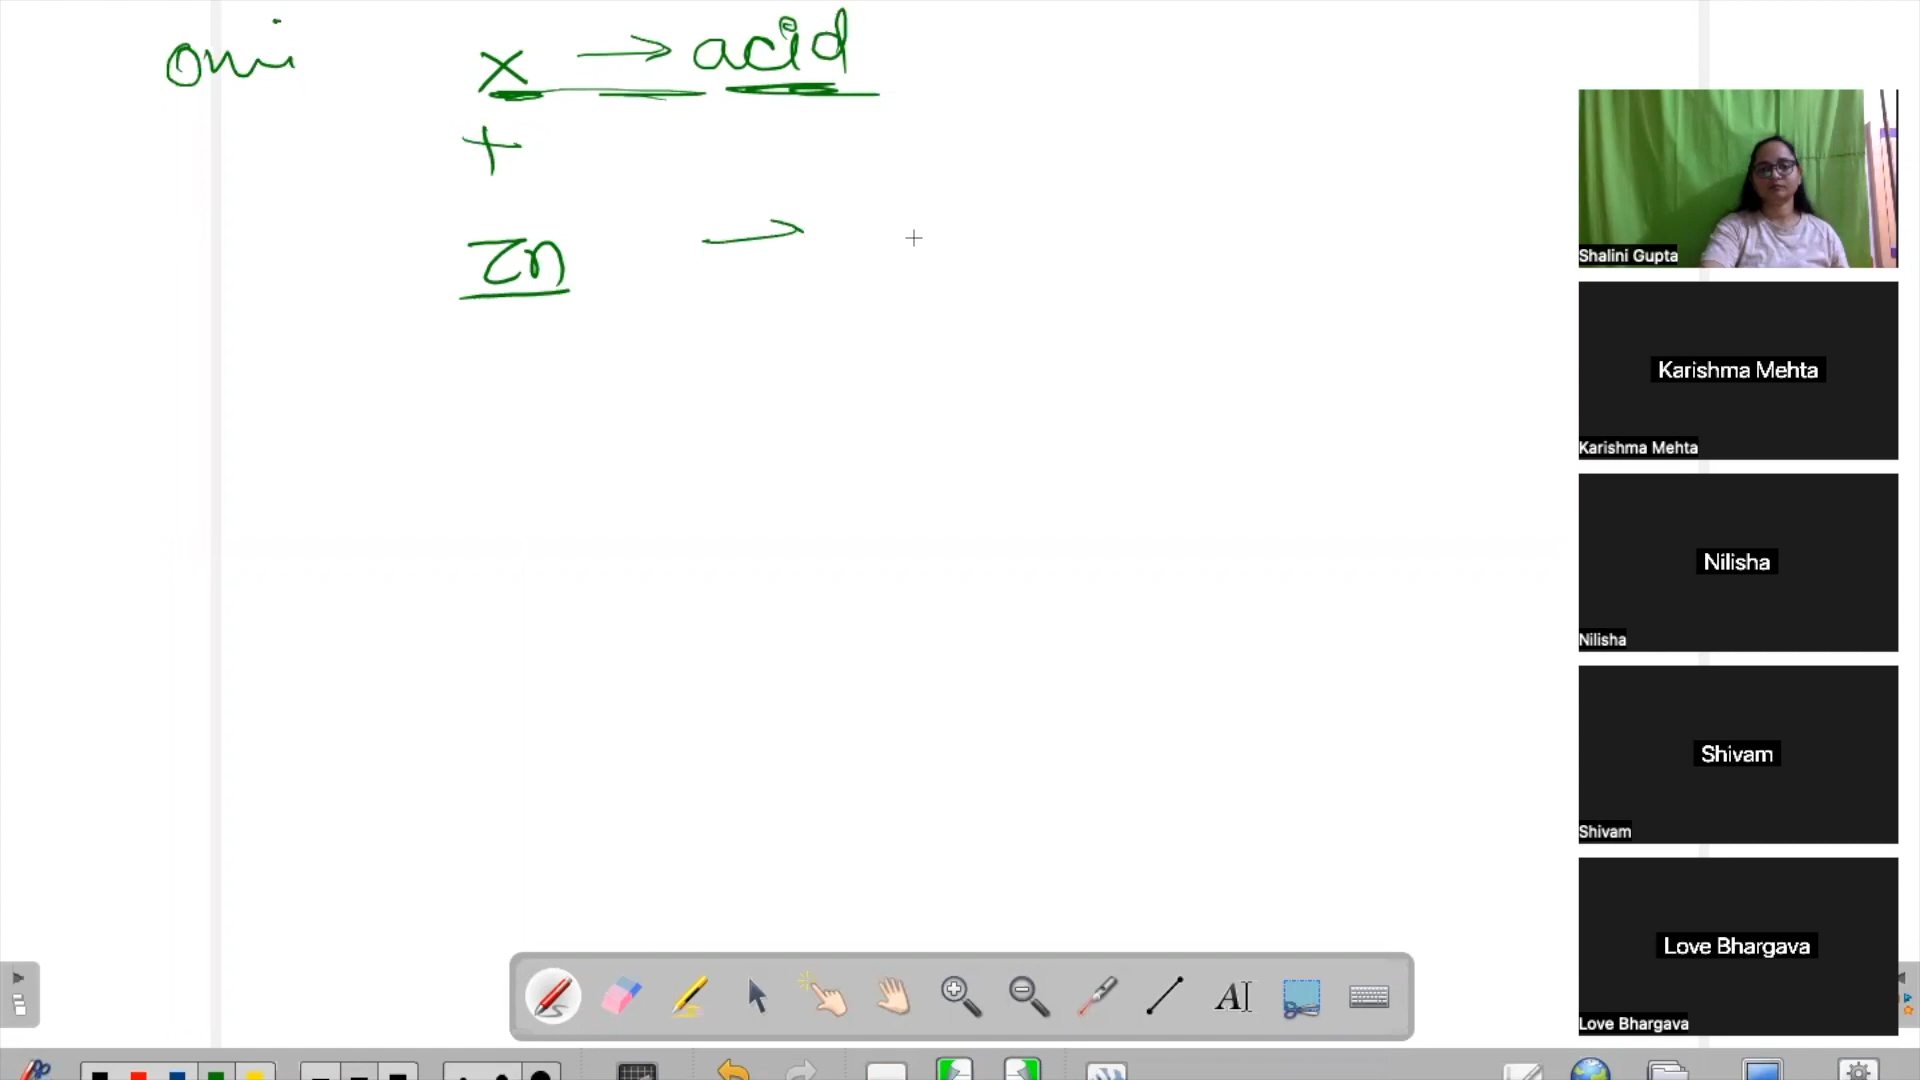 x → acid
+
Zn →
Shalini Gupta
Karishma Mehta
Karishma Mehta
Nilisha
Nilisha
Shivam
Shivam
Love Bhargava
Love Bhargava
A